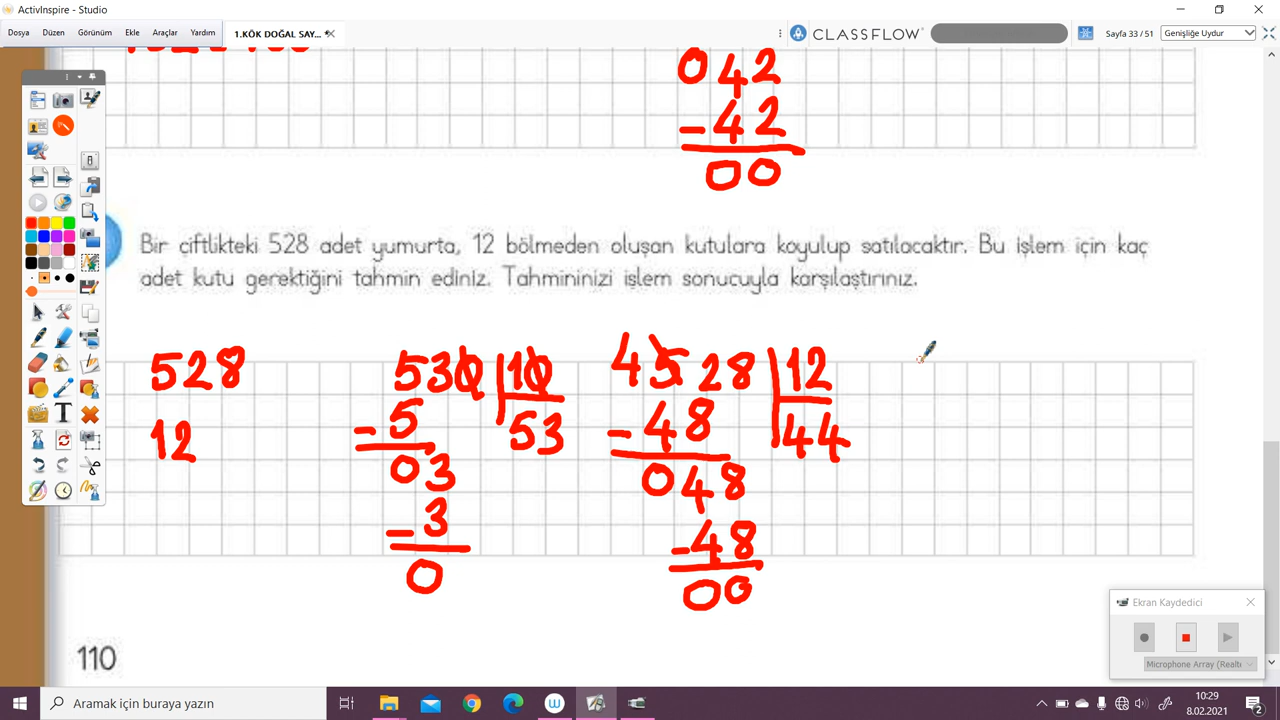 ActivInspire - Studio
Dosya Düzen Görünüm Ekle Araçlar Yardım
1.KÖK DOĞAL SAY...
CLASSFLOW
Sayfa 33 / 51
Genişliğe Uydur
042
-42
00
Bir çiftlikteki 528 adet yumurta, 12 bölmeden oluşan kutulara koyulup satılacaktır. Bu işlem için kaç
adet kutu gerektiğini tahmin ediniz. Tahmininizi işlem sonucuyla karşılaştırınız.
528 530 10 4528 12
12 -5 53 -48 44
03 048
-3 -48
0 00
110
Ekran Kaydedici
Microphone Array (Realt
Aramak için buraya yazın
10:29
8.02.2021
2